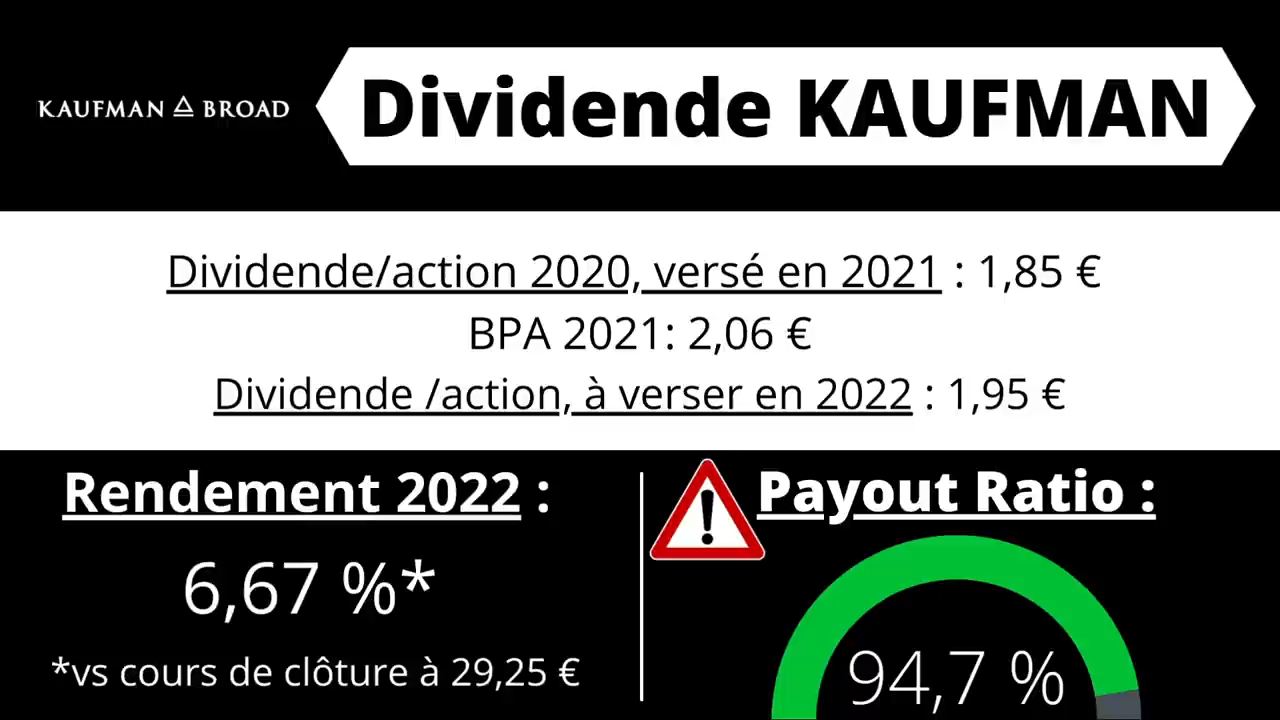 KAUFMAN BROAD
Dividende KAUFMAN
Dividende/action 2020, versé en 2021 : 1,85 €
BPA 2021: 2,06 €
Dividende /action, à verser en 2022 : 1,95 €
Rendement 2022 :
6,67 %*
*vs cours de clôture à 29,25 €
Payout Ratio :
94,7 %